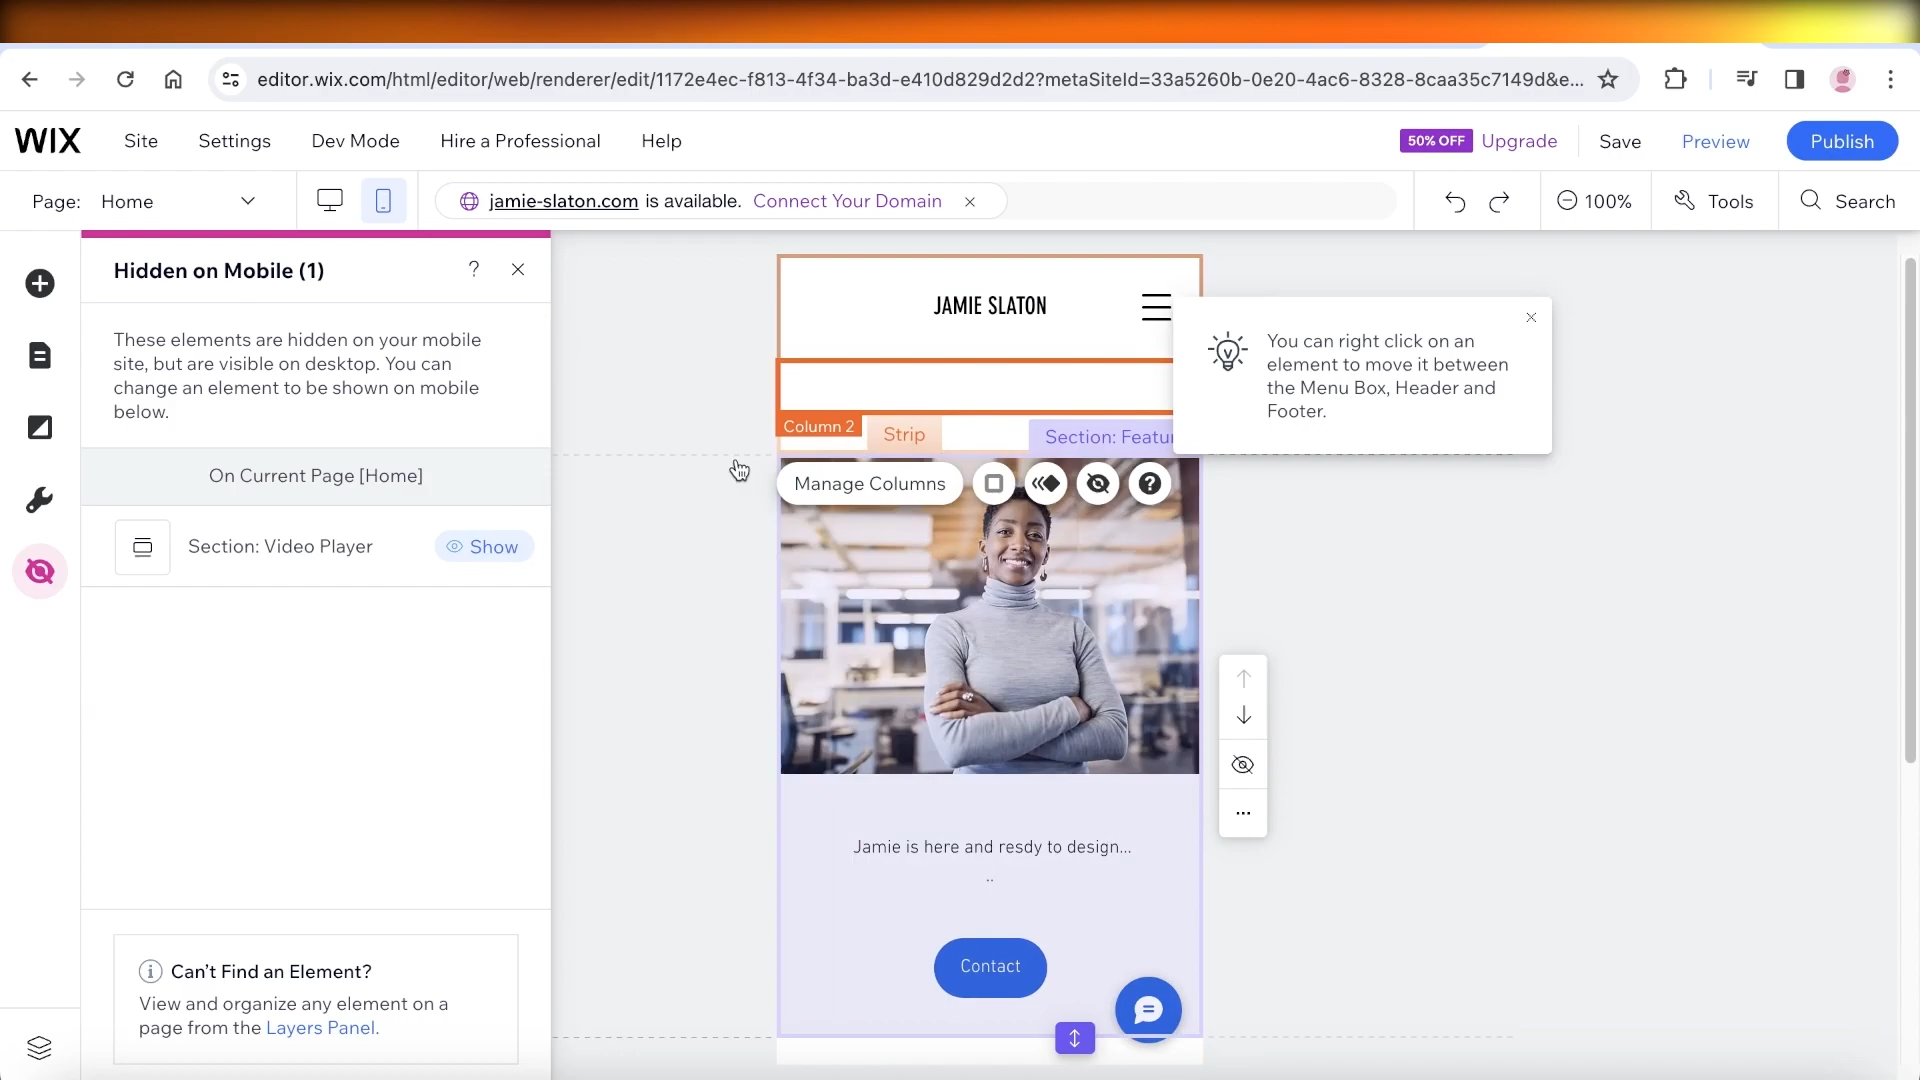 editor.wix.com/html/editor/web/renderer/edit/1172e4ec-f813-4f34-ba3d-e410d829d2d2?metaSiteId=33a5260b-0e20-4ac6-8328-8caa35c7149d&e...
WIX
Site
Settings
Dev Mode
Hire a Professional
Help
50% OFF
Upgrade
Save
Preview
Publish
Page: Home
jamie-slaton.com is available. Connect Your Domain
100%
Tools
Search
Hidden on Mobile (1)
?
These elements are hidden on your mobile
site, but are visible on desktop. You can
change an element to be shown on mobile
below.
On Current Page [Home]
Section: Video Player
Show
Can't Find an Element?
View and organize any element on a
page from the Layers Panel.
JAMIE SLATON
Column 2
Strip
Section: Featur
Manage Columns
?
You can right click on an
element to move it between
the Menu Box, Header and
Footer.
Jamie is here and resdy to design...
..
Contact